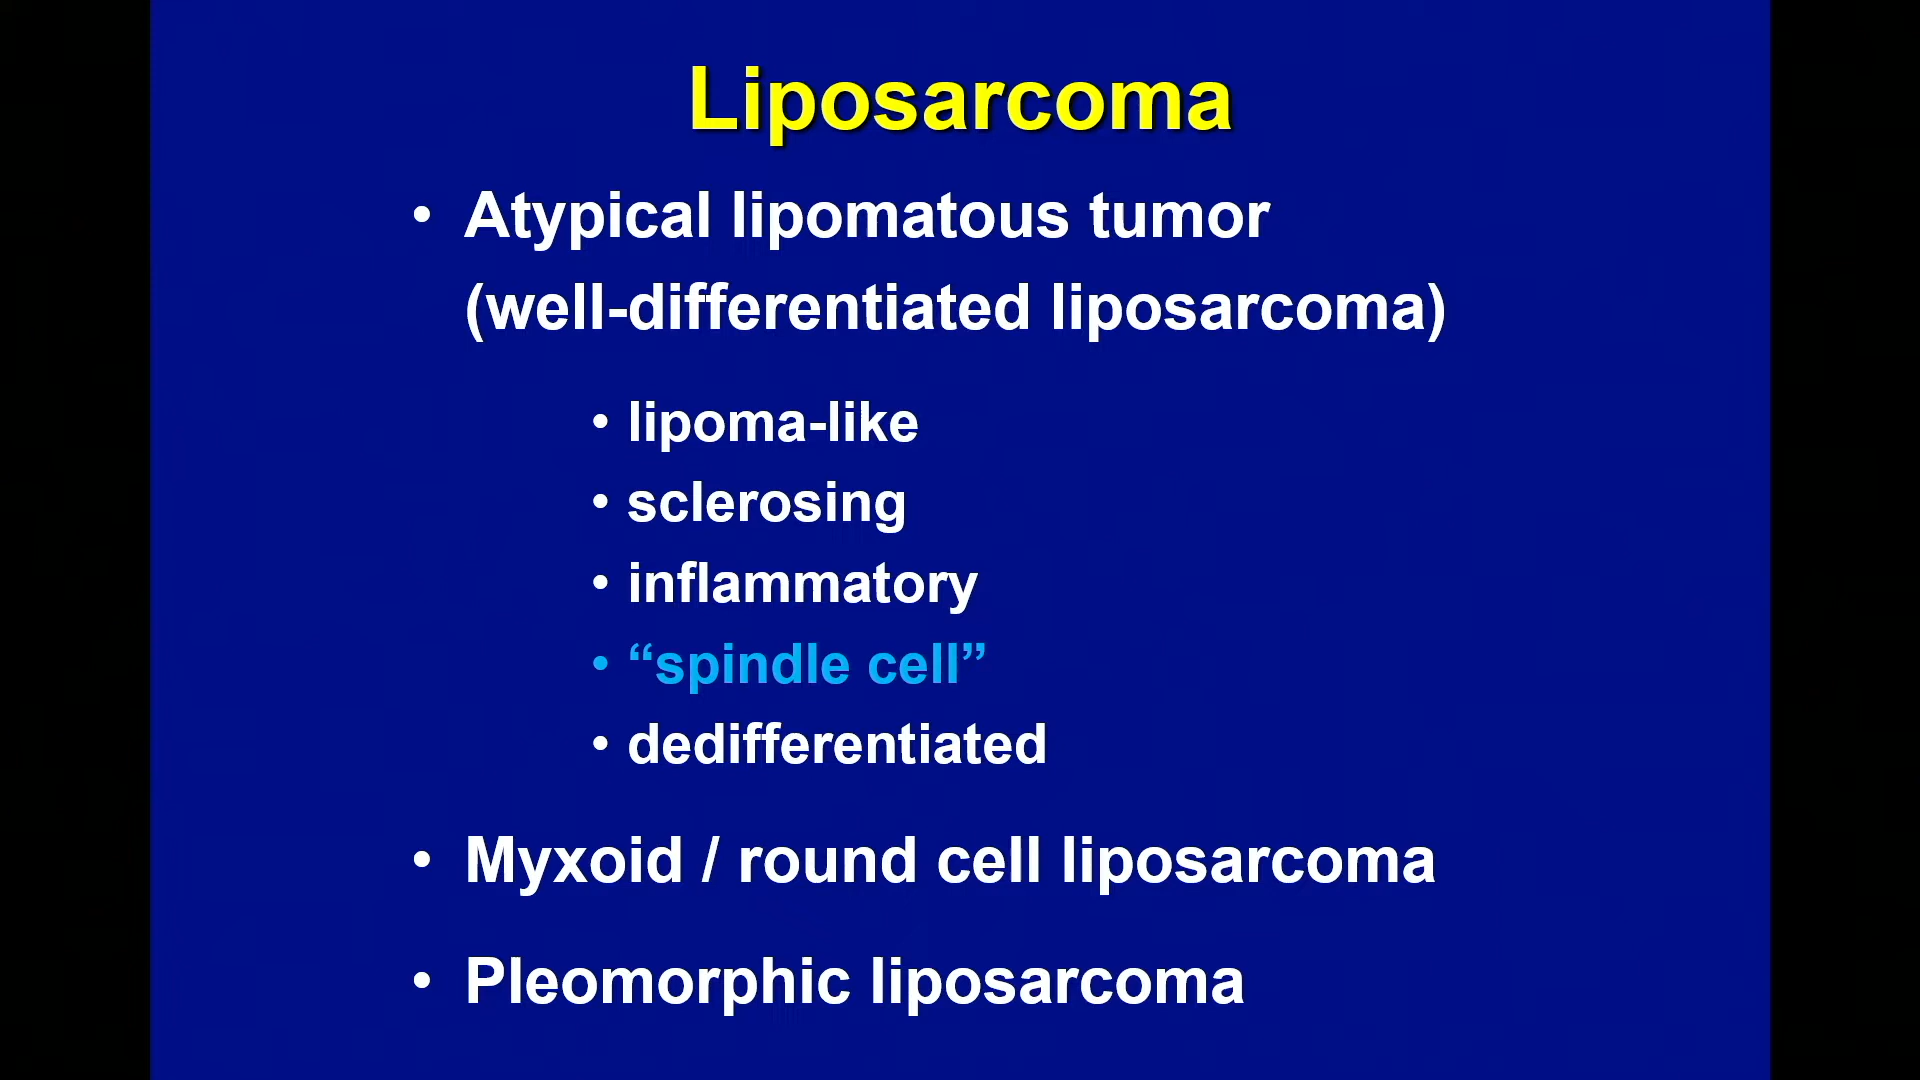 Liposarcoma
• Atypical lipomatous tumor
(well-differentiated liposarcoma)
• lipoma-like
• sclerosing
• inflammatory
• “spindle cell”
• dedifferentiated
• Myxoid / round cell liposarcoma
• Pleomorphic liposarcoma